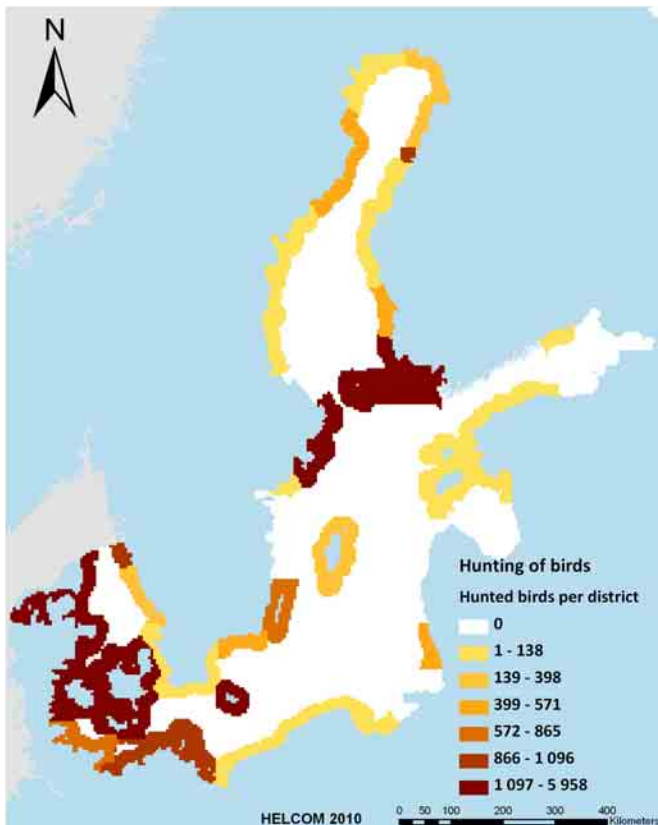 N
Hunting of birds
Hunted birds per district
0
1 - 138
139 - 398
399 - 571
572 - 865
866 - 1 096
1 097 - 5 958
HELCOM 2010
0 50 100 200 300 400
Kilometers